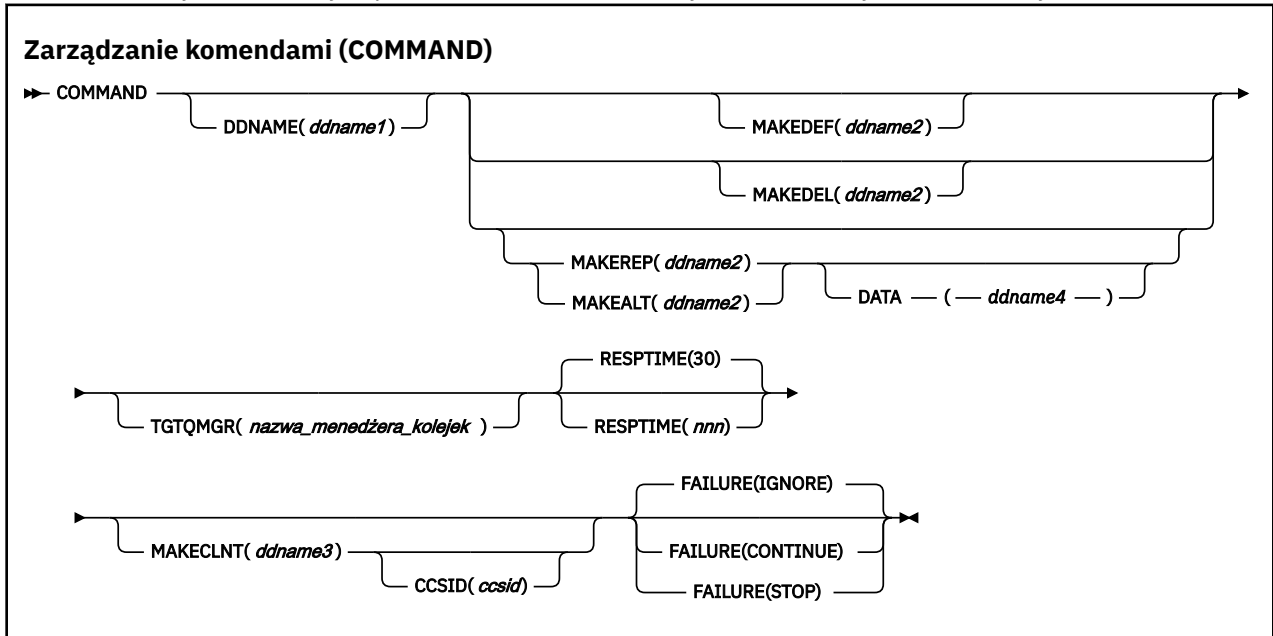 Zarządzanie komendami (COMMAND)
COMMAND
DDNAME( ddname1 )
MAKEDEF( ddname2 )
MAKEDEL( ddname2 )
MAKEREP( ddname2 )
MAKEALT( ddname2 )
DATA ( ddname4 )
RESPTIME(30)
TGTQMGR( nazwa_menedżera_kolejek )
RESPTIME( nnn)
FAILURE(IGNORE)
MAKECLNT( ddname3 )
FAILURE(CONTINUE)
CCSID( ccsid)
FAILURE(STOP)